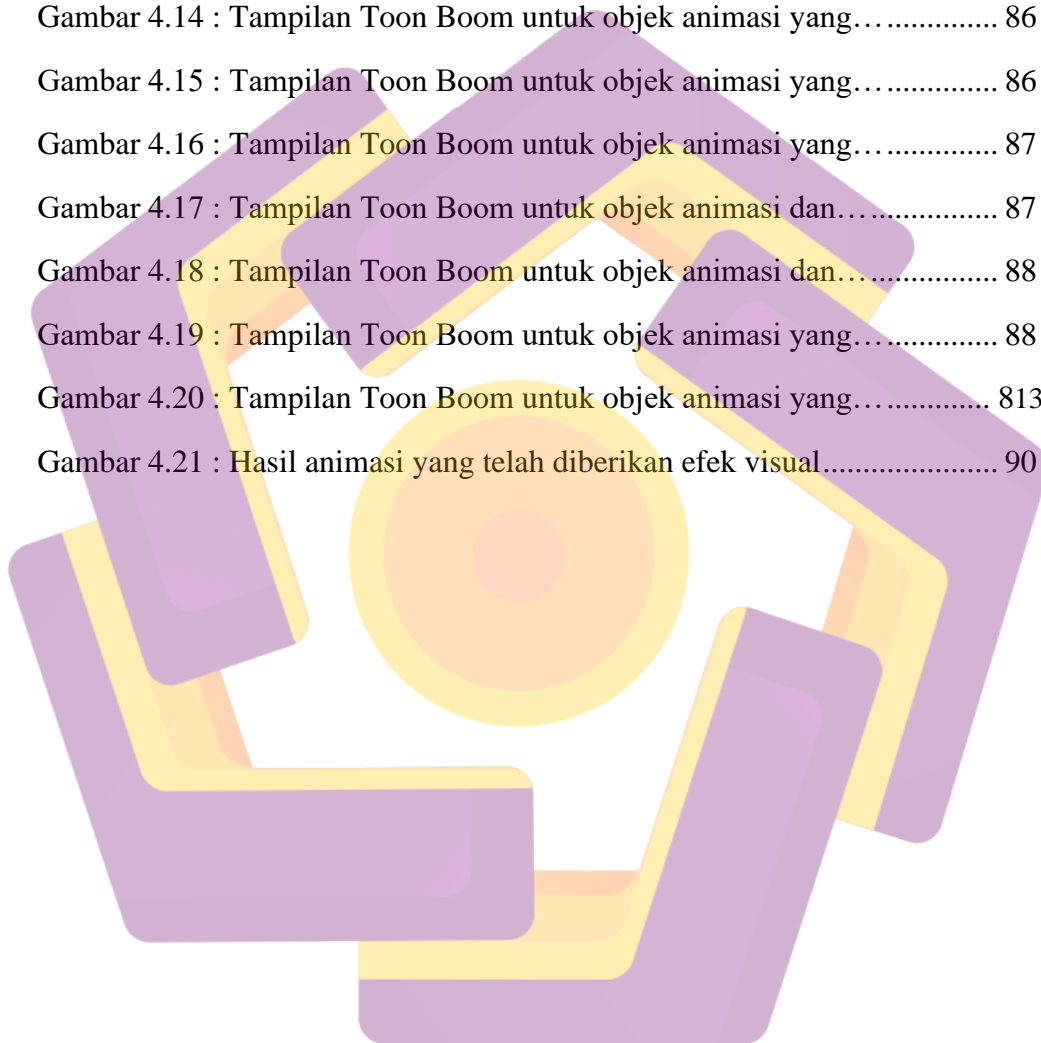 Gambar 4.14 : Tampilan Toon Boom untuk objek animasi yang…............... 86
Gambar 4.15 : Tampilan Toon Boom untuk objek animasi yang…............... 86
Gambar 4.16 : Tampilan Toon Boom untuk objek animasi yang…............... 87
Gambar 4.17 : Tampilan Toon Boom untuk objek animasi dan…................ 87
Gambar 4.18 : Tampilan Toon Boom untuk objek animasi dan…................ 88
Gambar 4.19 : Tampilan Toon Boom untuk objek animasi yang…............... 88
Gambar 4.20 : Tampilan Toon Boom untuk objek animasi yang….............. 813
Gambar 4.21 : Hasil animasi yang telah diberikan efek visual...................... 90